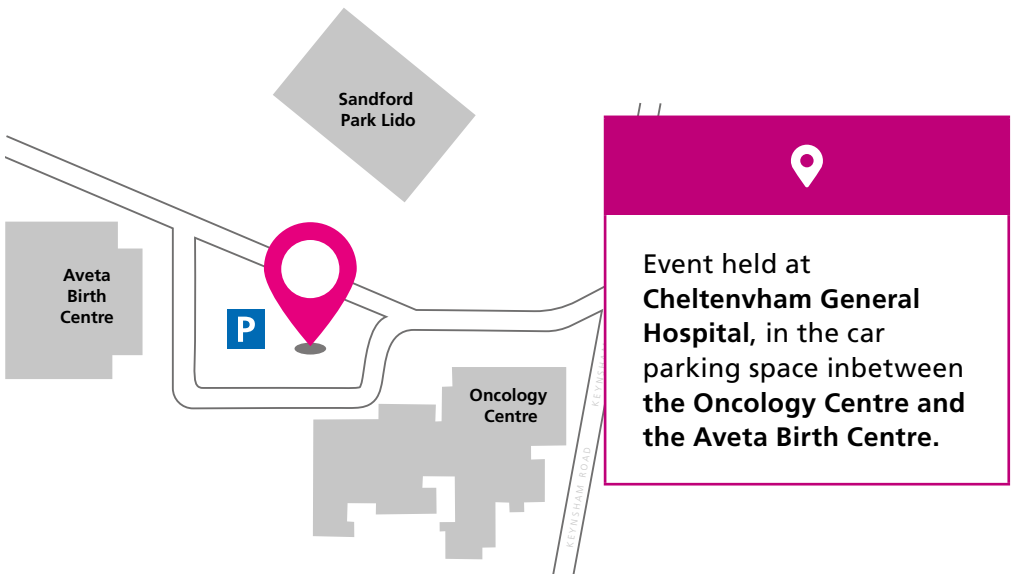 Sandford
Park Lido
Aveta
Birth
Centre
P
Oncology
Centre
KEYNSHAM ROAD
KEYNSHAM
Event held at
Cheltenvham General
Hospital, in the car
parking space inbetween
the Oncology Centre and
the Aveta Birth Centre.